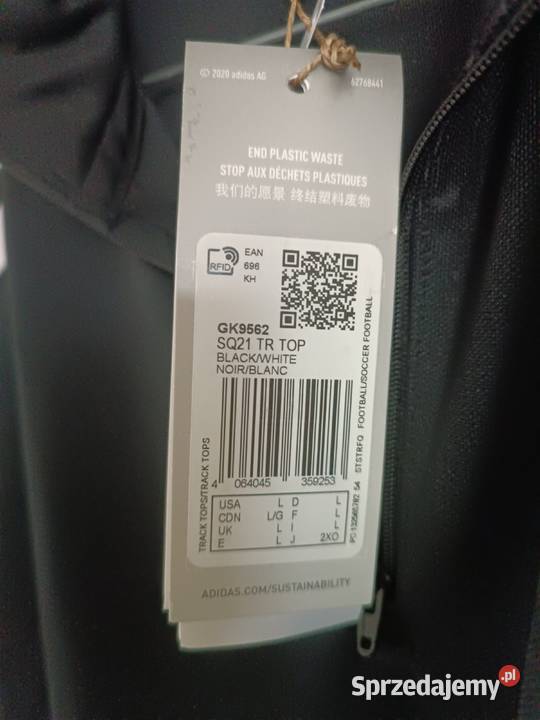 © 2020 adidas AG
62768441
END PLASTIC WASTE
STOP AUX DÉCHETS PLASTIQUES
我们的愿景 终结塑料废物
RFID
EAN
696
KH
GK9562
SQ21 TR TOP
BLACK/WHITE
NOIR/BLANC
4 064045 359253
USA L D L
CDN L/G F L
UK L I L
E L J 2XO
TRACK TOPS/TRACK TOPS
STSTRFQ FOOTBALL/SOCCER FOOTBALL
ADIDAS.COM/SUSTAINABILITY
Sprzedajemy.pl